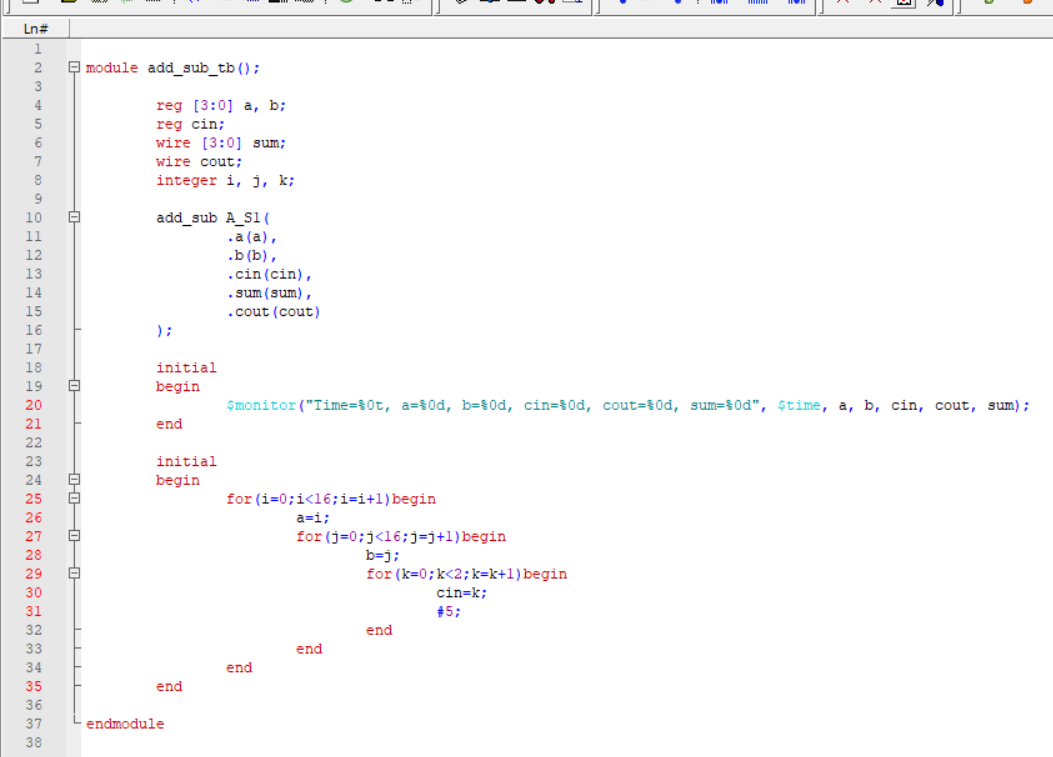 Ln#
1
2 module add_sub_tb();
3
4 reg [3:0] a, b;
5 reg cin;
6 wire [3:0] sum;
7 wire cout;
8 integer i, j, k;
9
10 add_sub A_S1(
11 .a(a),
12 .b(b),
13 .cin(cin),
14 .sum(sum),
15 .cout(cout)
16 );
17
18 initial
19 begin
20 $monitor("Time=%0t, a=%0d, b=%0d, cin=%0d, cout=%0d, sum=%0d", $time, a, b, cin, cout, sum);
21 end
22
23 initial
24 begin
25 for(i=0;i<16;i=i+1)begin
26 a=i;
27 for(j=0;j<16;j=j+1)begin
28 b=j;
29 for(k=0;k<2;k=k+1)begin
30 cin=k;
31 #5;
32 end
33 end
34 end
35 end
36
37 endmodule
38